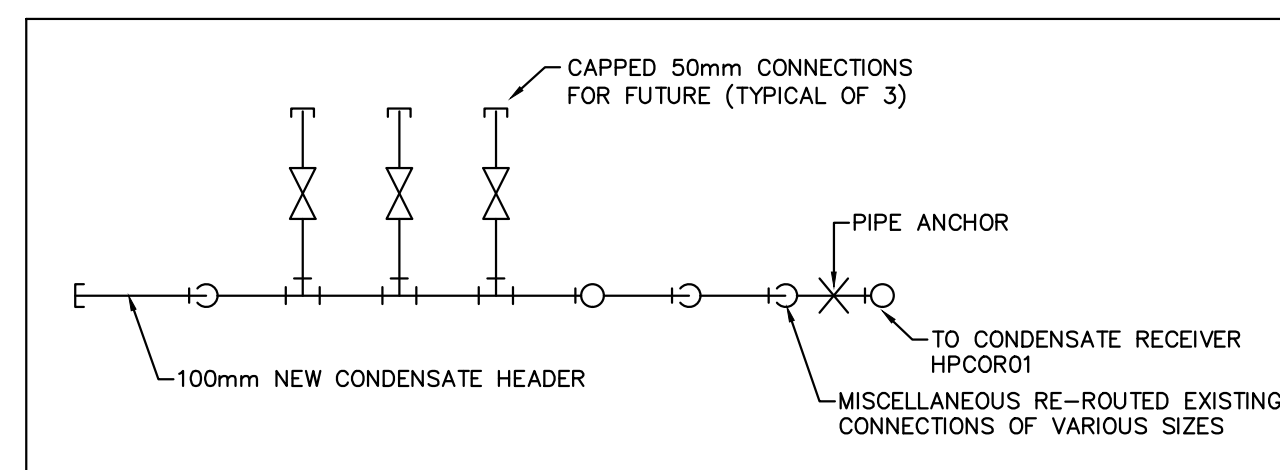 CAPPED 50mm CONNECTIONS
FOR FUTURE (TYPICAL OF 3)
PIPE ANCHOR
TO CONDENSATE RECEIVER
HPCOR01
100mm NEW CONDENSATE HEADER
MISCELLANEOUS RE-ROUTED EXISTING
CONNECTIONS OF VARIOUS SIZES